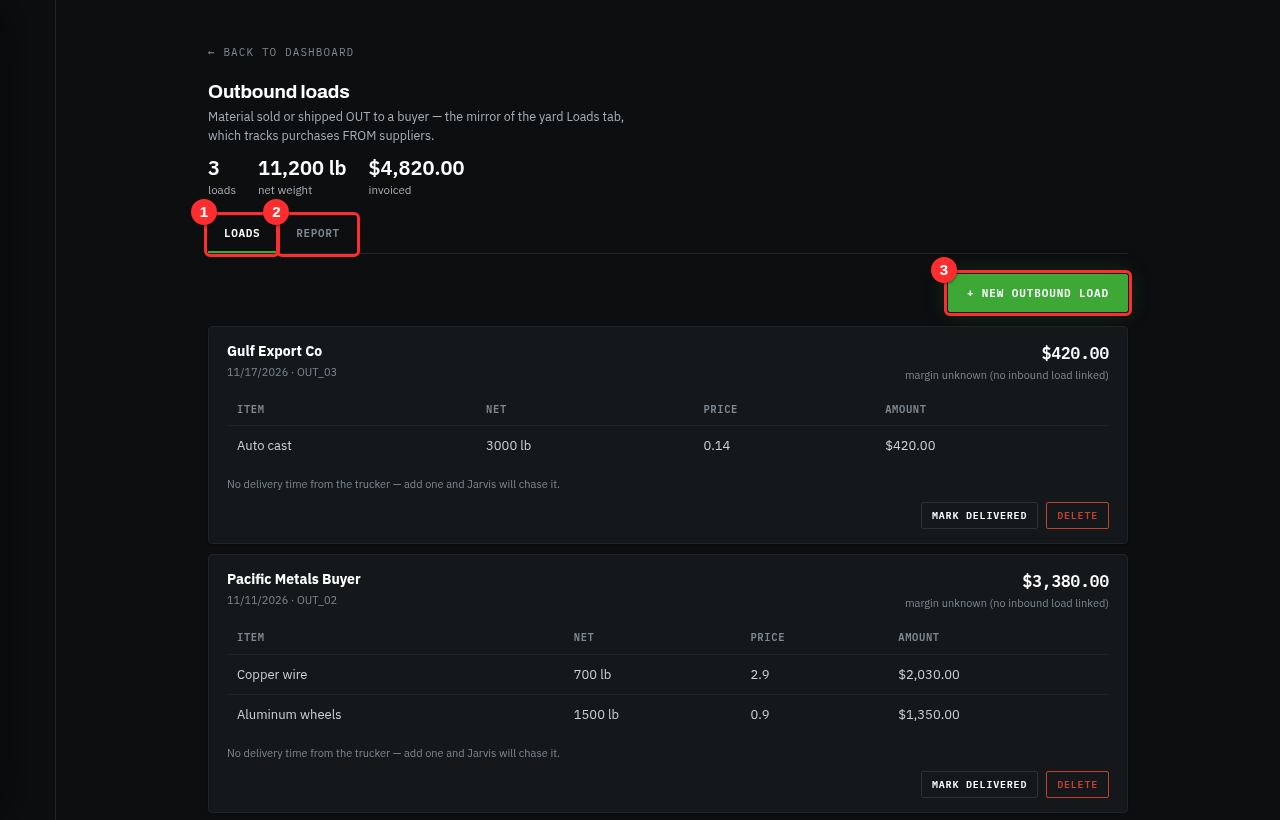 ← BACK TO DASHBOARD
Outbound loads
Material sold or shipped OUT to a buyer — the mirror of the yard Loads tab,
which tracks purchases FROM suppliers.
3 11,200 lb $4,820.00
loads net weight invoiced
1 2
LOADS REPORT
3
+ NEW OUTBOUND LOAD
Gulf Export Co $420.00
11/17/2026 · OUT_03 margin unknown (no inbound load linked)
ITEM NET PRICE AMOUNT
Auto cast 3000 lb 0.14 $420.00
No delivery time from the trucker — add one and Jarvis will chase it.
MARK DELIVERED DELETE
Pacific Metals Buyer $3,380.00
11/11/2026 · OUT_02 margin unknown (no inbound load linked)
ITEM NET PRICE AMOUNT
Copper wire 700 lb 2.9 $2,030.00
Aluminum wheels 1500 lb 0.9 $1,350.00
No delivery time from the trucker — add one and Jarvis will chase it.
MARK DELIVERED DELETE